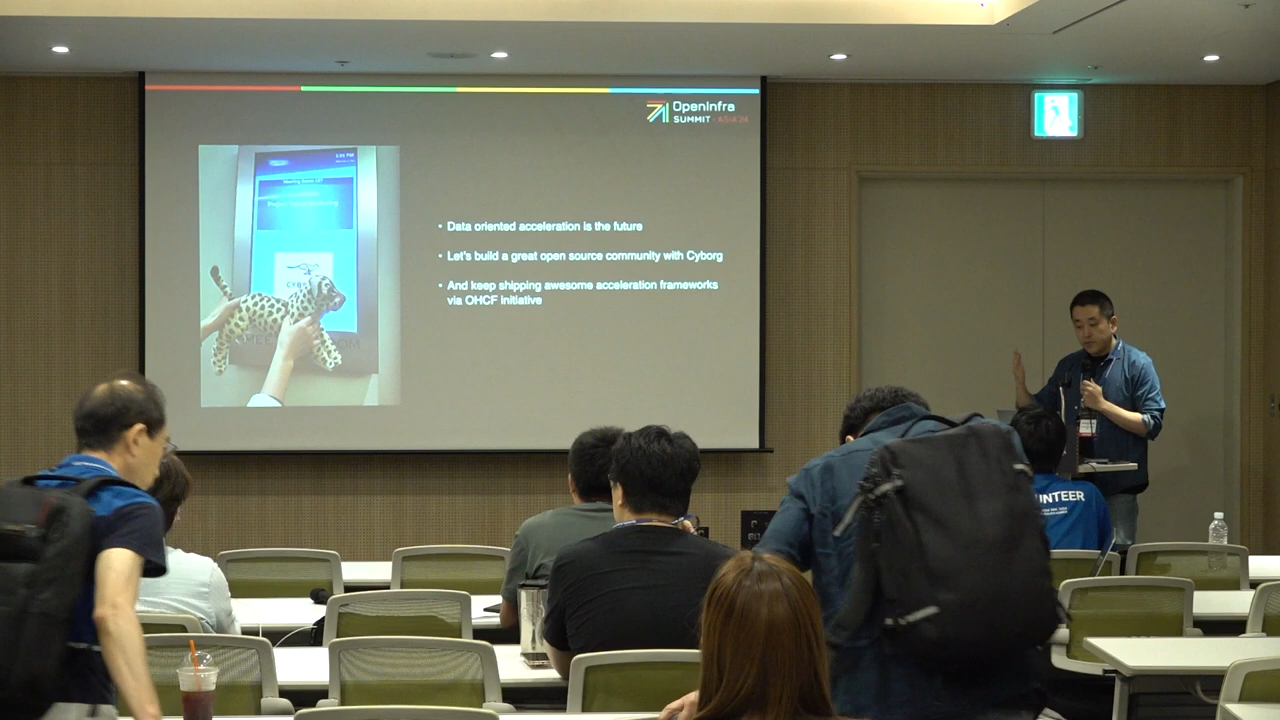 OpenInfra
SUMMIT - ASIA'24
• Data oriented acceleration is the future
• Let's build a great open source community with Cyborg
• And keep shipping awesome acceleration frameworks
via OHCF initiative
UNTEER